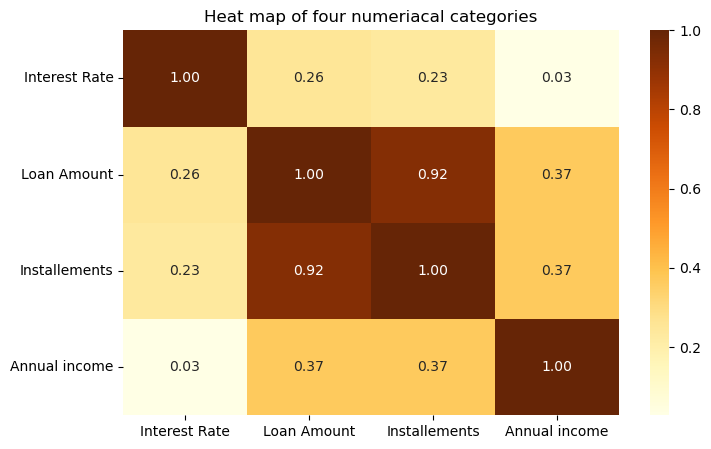 Heat map of four numeriacal categories
Interest Rate 1.00 0.26 0.23 0.03
Loan Amount 0.26 1.00 0.92 0.37
Installements 0.23 0.92 1.00 0.37
Annual income 0.03 0.37 0.37 1.00
Interest Rate Loan Amount Installements Annual income
1.0
0.8
0.6
0.4
0.2